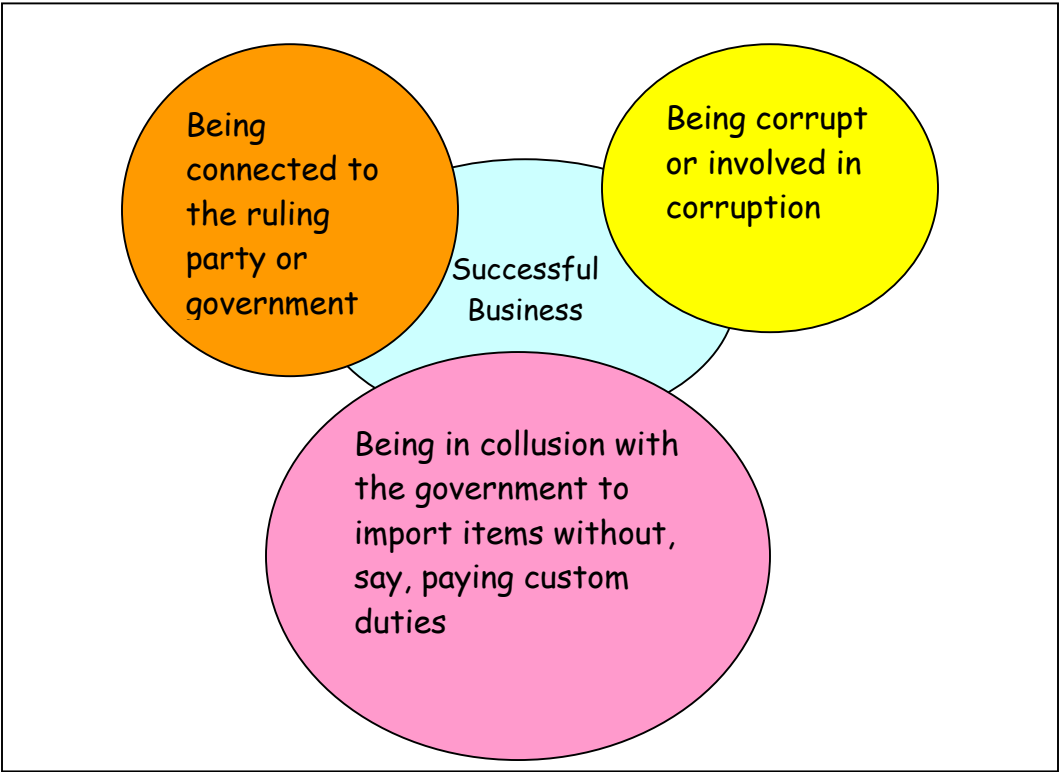 Being
connected to
the ruling
party or
government
Being corrupt
or involved in
corruption
Successful
Business
Being in collusion with
the government to
import items without,
say, paying custom
duties